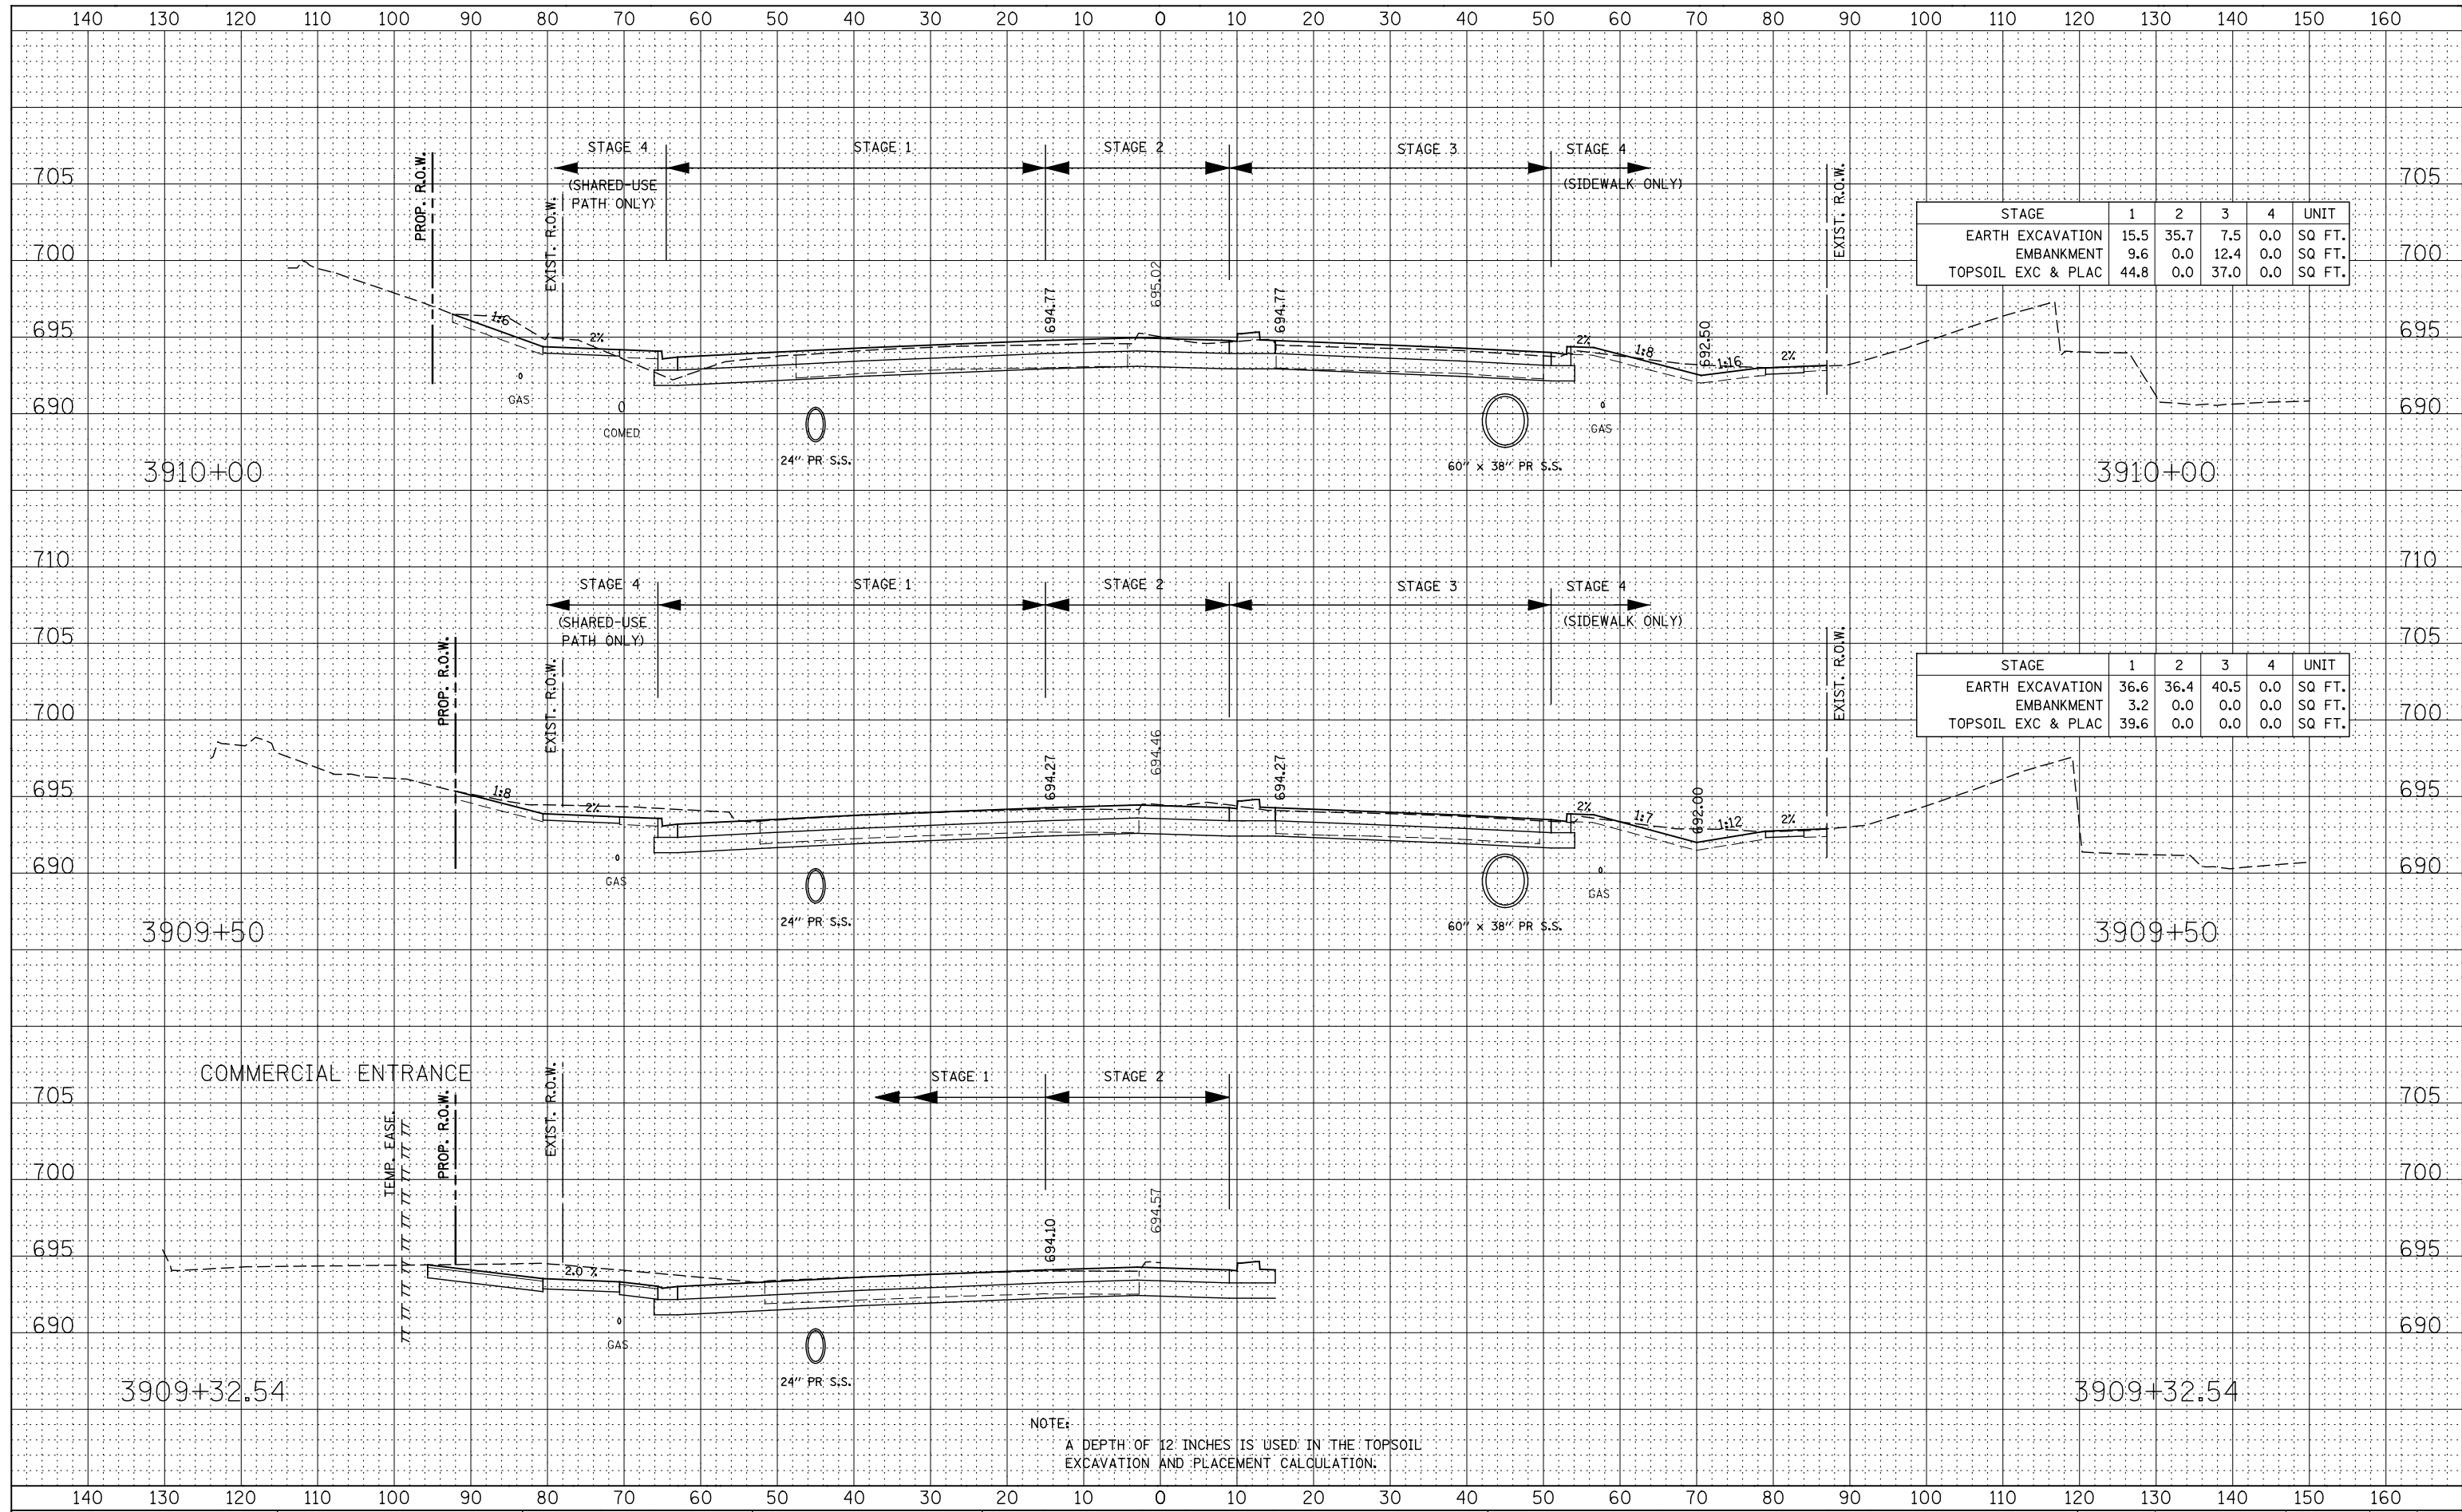 140 130 120 110 100 90 80 70 60 50 40 30 20 10 0 10 20 30 40 50 60 70 80 90 100 110 120 130 140 150 160
STAGE 4 STAGE 1 STAGE 2 STAGE 3 STAGE 4
(SHARED-USE
PATH ONLY)
(SIDEWALK ONLY)
PROP. R.O.W.
EXIST. R.O.W.
EXIST. R.O.W.
705 705
700 700
695 695
690 690
STAGE 1 2 3 4 UNIT
EARTH EXCAVATION 15.5 35.7 7.5 0.0 SQ FT.
EMBANKMENT 9.6 0.0 12.4 0.0 SQ FT.
TOPSOIL EXC & PLAC 44.8 0.0 37.0 0.0 SQ FT.
694.77
695.02
694.77
692.50
1:6 2% 2% 1:8 1:16 2%
GAS
COMED
GAS
24" PR S.S.
60" x 38" PR S.S.
3910+00 3910+00
710 710
STAGE 4 STAGE 1 STAGE 2 STAGE 3 STAGE 4
(SHARED-USE
PATH ONLY)
(SIDEWALK ONLY)
PROP. R.O.W.
EXIST. R.O.W.
EXIST. R.O.W.
705 705
700 700
695 695
690 690
STAGE 1 2 3 4 UNIT
EARTH EXCAVATION 36.6 36.4 40.5 0.0 SQ FT.
EMBANKMENT 3.2 0.0 0.0 0.0 SQ FT.
TOPSOIL EXC & PLAC 39.6 0.0 0.0 0.0 SQ FT.
694.27
694.46
694.27
692.00
1:8 2% 2% 1:7 1:12 2%
GAS
GAS
24" PR S.S.
60" x 38" PR S.S.
3909+50 3909+50
COMMERCIAL ENTRANCE
STAGE 1 STAGE 2
TEMP. EASE.
PROP. R.O.W.
EXIST. R.O.W.
705 705
700 700
695 695
690 690
694.10
694.57
2.0 %
GAS
24" PR S.S.
3909+32.54 3909+32.54
NOTE:
A DEPTH OF 12 INCHES IS USED IN THE TOPSOIL
EXCAVATION AND PLACEMENT CALCULATION.
140 130 120 110 100 90 80 70 60 50 40 30 20 10 0 10 20 30 40 50 60 70 80 90 100 110 120 130 140 150 160